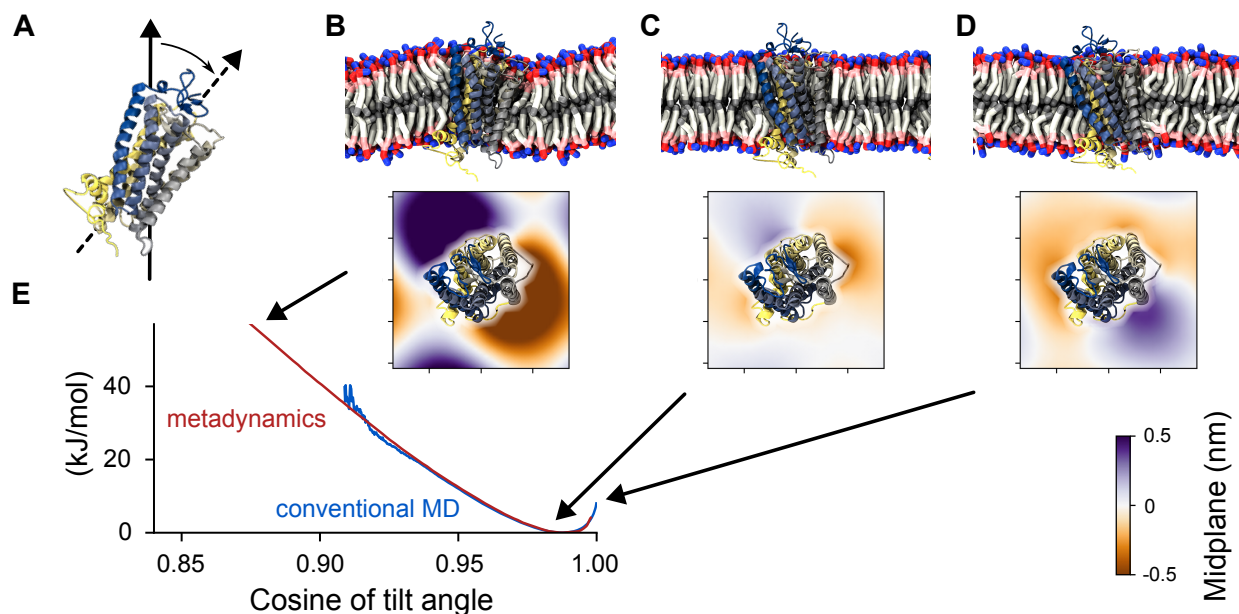 A
B
C
D
E
(kJ/mol)
40
20
0
metadynamics
conventional MD
0.85
0.90
0.95
1.00
Cosine of tilt angle
0.5
0
-0.5
Midplane (nm)